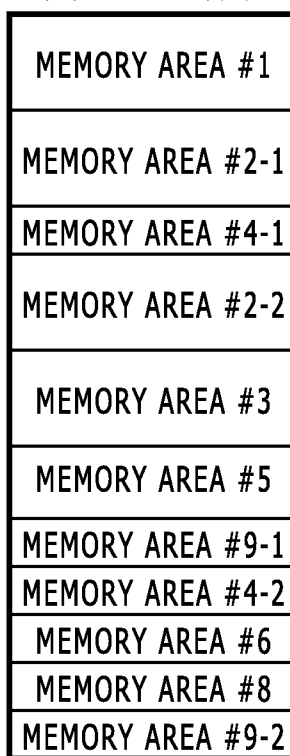 MEMORY AREA #1
MEMORY AREA #2-1
MEMORY AREA #4-1
MEMORY AREA #2-2
MEMORY AREA #3
MEMORY AREA #5
MEMORY AREA #9-1
MEMORY AREA #4-2
MEMORY AREA #6
MEMORY AREA #8
MEMORY AREA #9-2